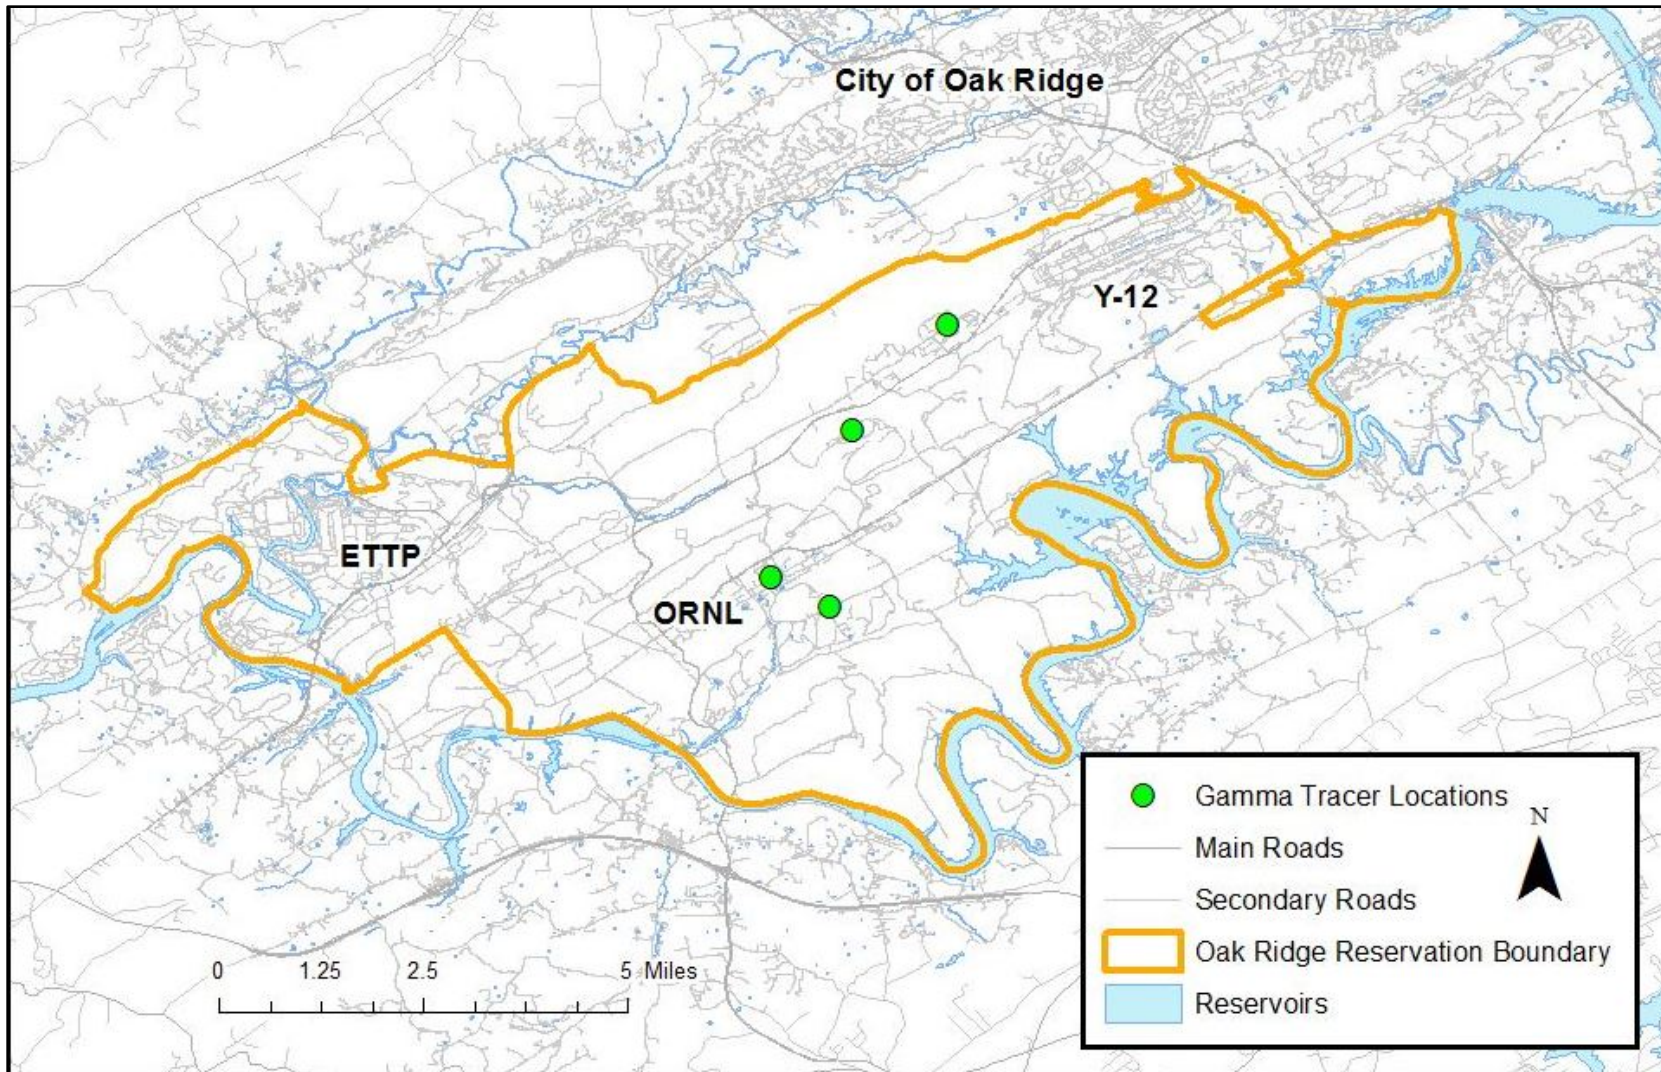 City of Oak Ridge
Y-12
ETTP
ORNL
Gamma Tracer Locations
N
Main Roads
Secondary Roads
Oak Ridge Reservation Boundary
Reservoirs
0 1.25 2.5 5 Miles